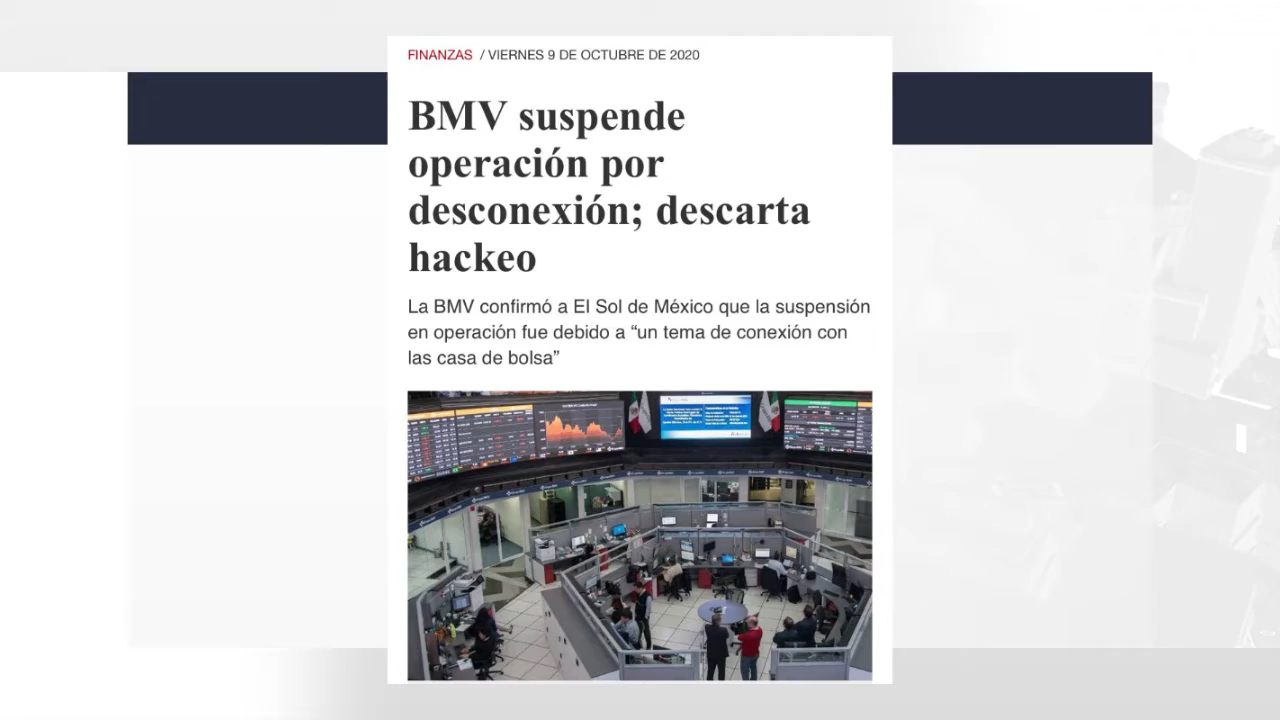 FINANZAS / VIERNES 9 DE OCTUBRE DE 2020
BMV suspende
operación por
desconexión; descarta
hackeo
La BMV confirmó a El Sol de México que la suspensión
en operación fue debido a “un tema de conexión con
las casa de bolsa”